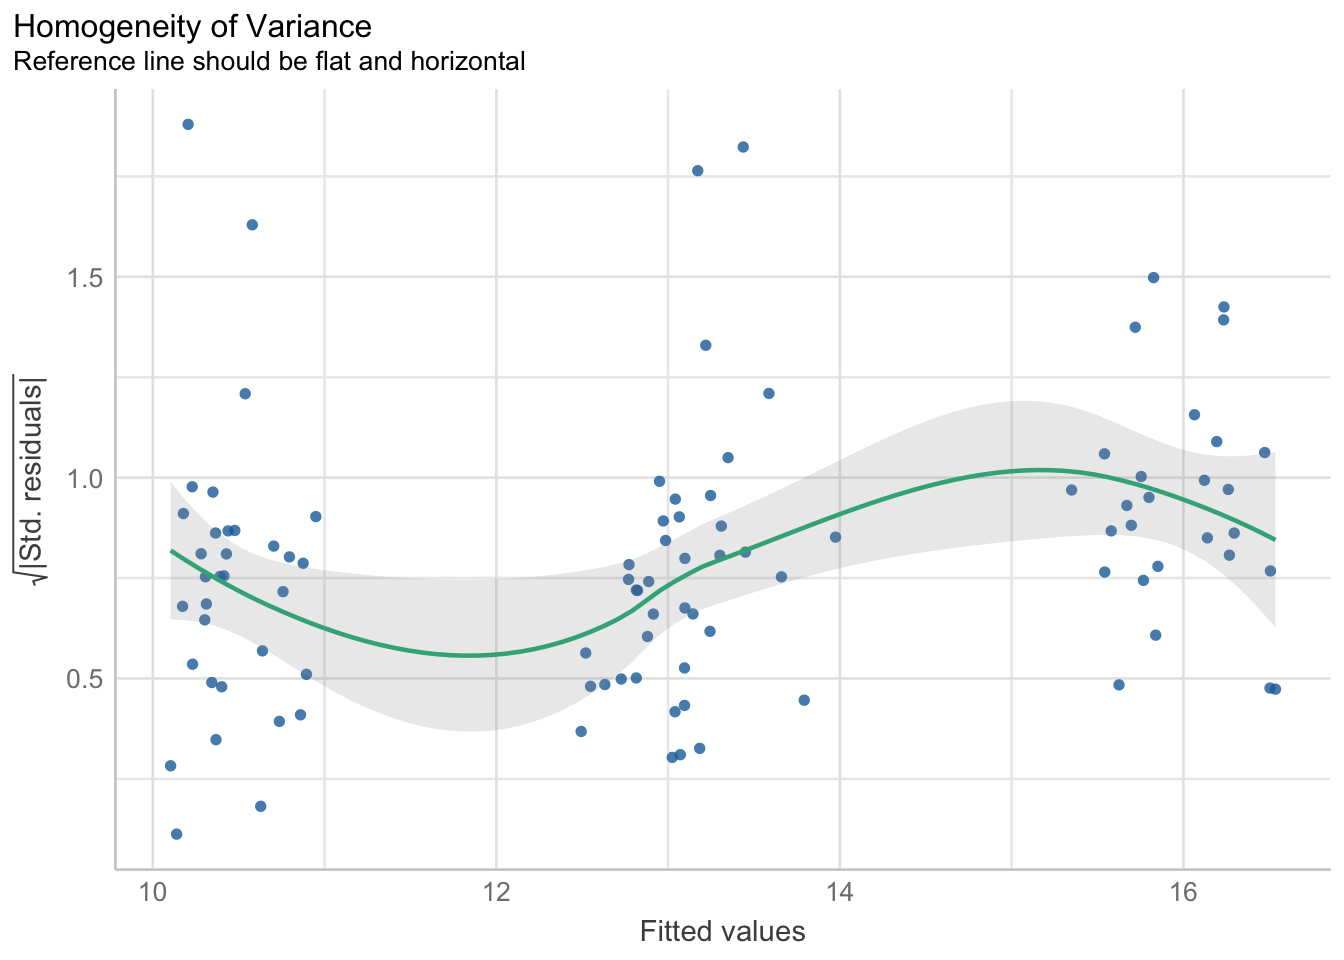 Homogeneity of Variance
Reference line should be flat and horizontal
√|Std. residuals|
1.5
1.0
0.5
10 12 14 16
Fitted values